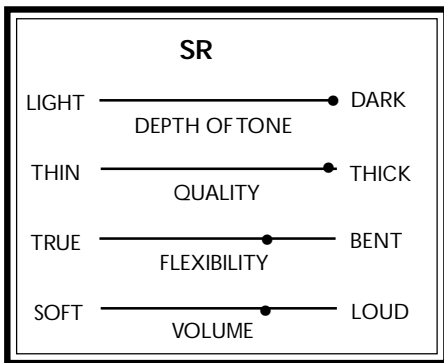 SR
LIGHT DARK
DEPTH OF TONE
THIN THICK
QUALITY
TRUE BENT
FLEXIBILITY
SOFT LOUD
VOLUME